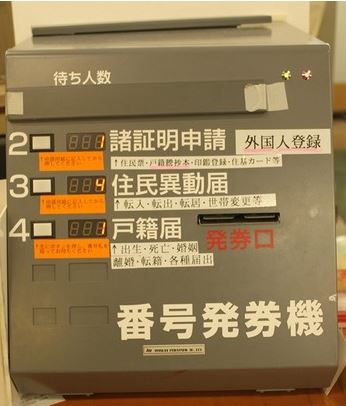 待ち人数
2 1 諸証明申請 外国人登録
↑住民票・戸籍謄抄本・印鑑登録・住基カード等
3 4 住民異動届
↑転入・転出・転居・世帯変更等
4 1 戸籍届
発券口
↑出生・死亡・婚姻
離婚・転籍・各種届出
番号発券機